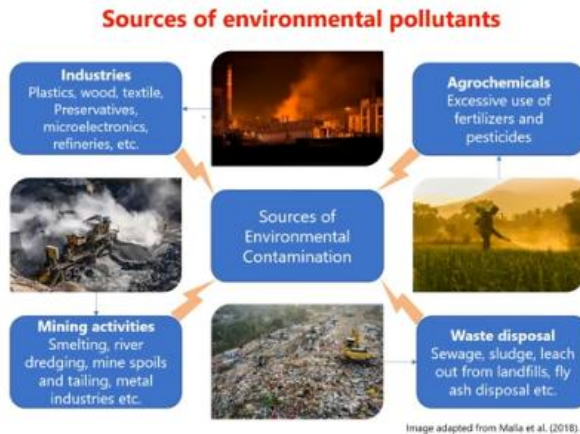 Sources of environmental pollutants
Industries
Plastics, wood, textile,
Preservatives,
microelectronics,
refineries, etc.
Agrochemicals
Excessive use of
fertilizers and
pesticides
Sources of
Environmental
Contamination
Mining activities
Smelting, river
dredging, mine spoils
and tailing, metal
industries etc.
Waste disposal
Sewage, sludge, leach
out from landfills, fly
ash disposal etc.
Image adapted from Malla et al. (2018).